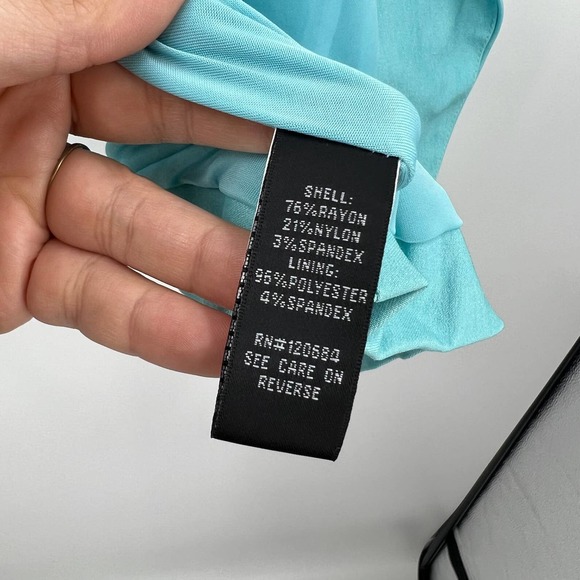 SHELL:
76%RAYON
21%NYLON
3%SPANDEX
LINING:
96%POLYESTER
4%SPANDEX
RN#120684
SEE CARE ON
REVERSE